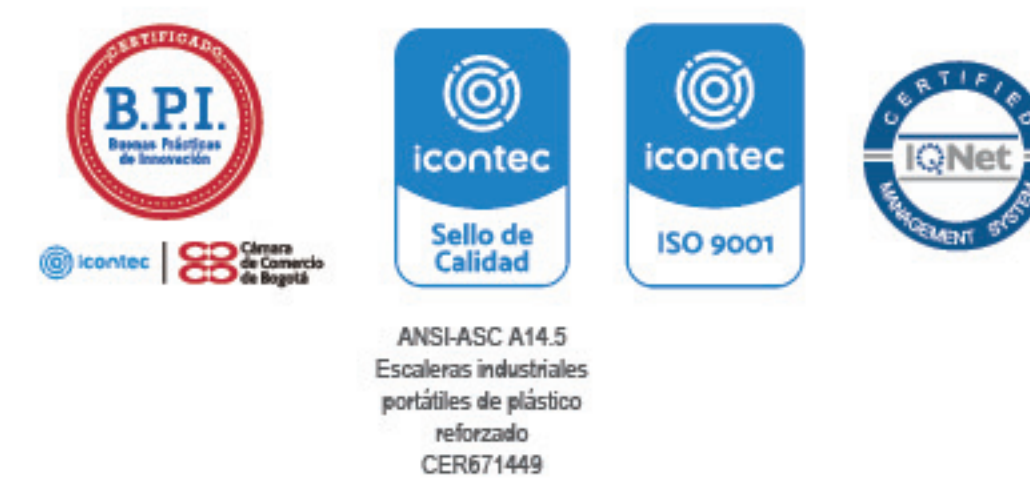 CERTIFICADO
B.P.I.
Buenas Prácticas
de Innovación
icontec
Cámara
de Comercio
de Bogotá
icontec
Sello de
Calidad
ANSI-ASC A14.5
Escaleras industriales
portátiles de plástico
reforzado
CER671449
icontec
ISO 9001
CERTIFIED
IQNet
MANAGEMENT SYSTEM